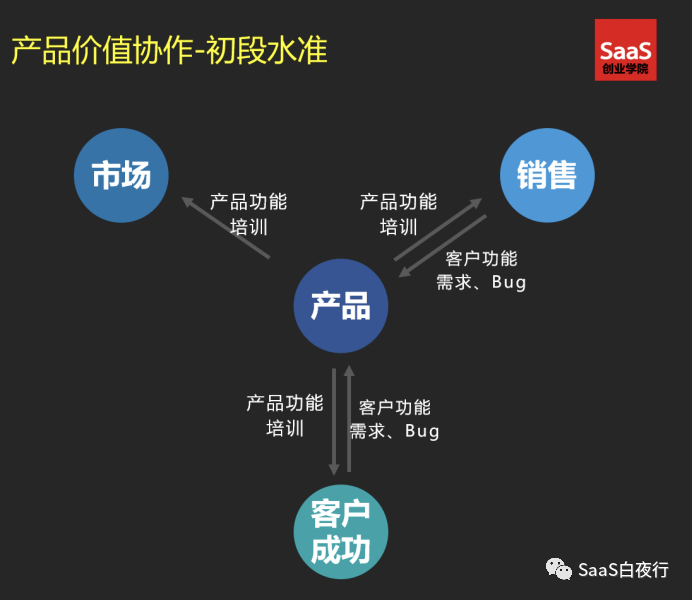 产品价值协作-初段水准
SaaS
创业学院
市场
销售
产品功能
培训
产品功能
培训
客户功能
需求、Bug
产品
产品功能
培训
客户功能
需求、Bug
客户
成功
SaaS白夜行